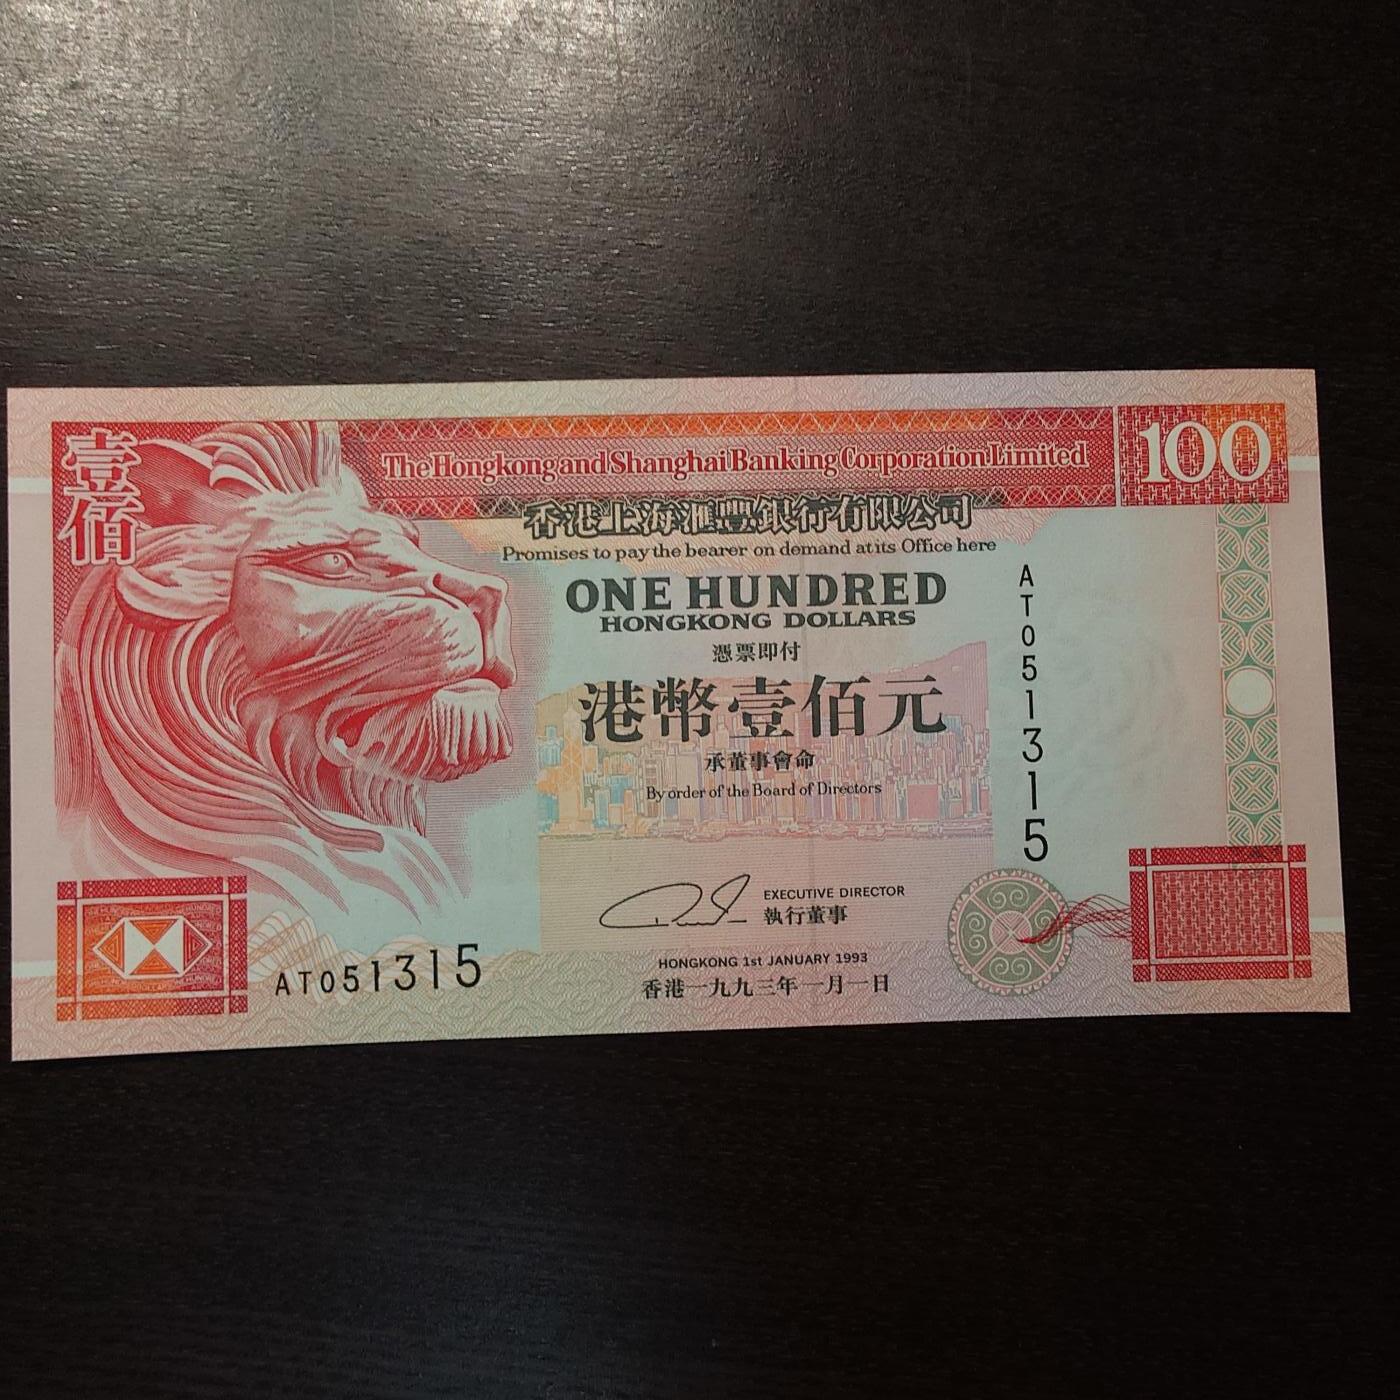 壹佰
The Hongkong and Shanghai Banking Corporation Limited
100
香港上海滙豐銀行有限公司
Promises to pay the bearer on demand at its Office here
ONE HUNDRED
HONGKONG DOLLARS
憑票即付
港幣壹佰元
承董事會命
By order of the Board of Directors
AT051315
EXECUTIVE DIRECTOR
執行董事
HONGKONG 1st JANUARY 1993
香港一九九三年一月一日
AT051315